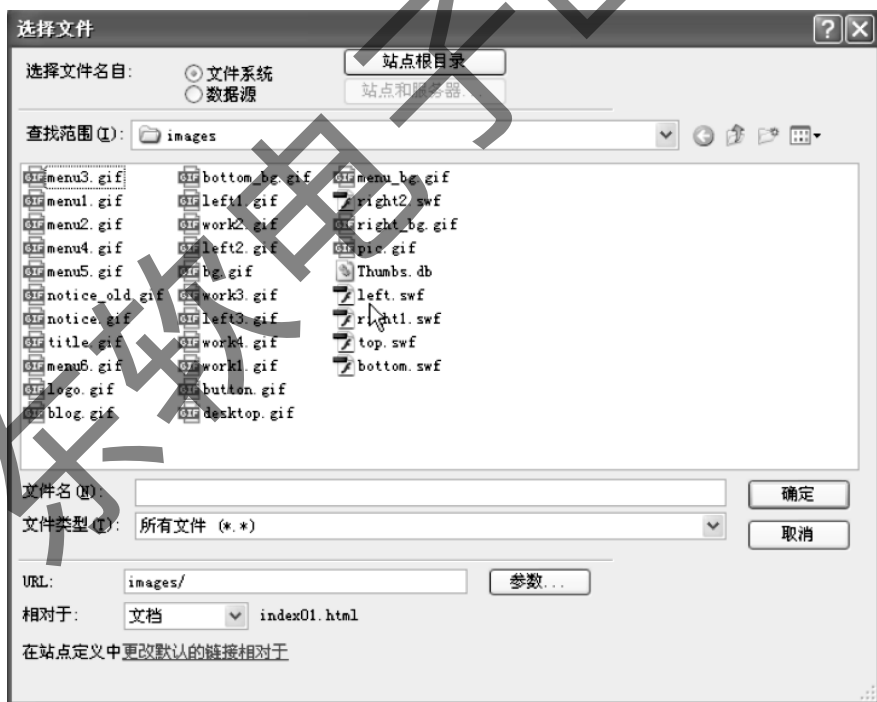 选择文件
选择文件名自: 文件系统 站点根目录
数据源 站点和服务器...
查找范围(I): images
menu3.gif bottom_bg.gif menu_bg.gif
menu1.gif left1.gif right2.swf
menu2.gif work2.gif right_bg.gif
menu4.gif left2.gif pic.gif
menu5.gif bg.gif Thumbs.db
notice_old.gif work3.gif left.swf
notice.gif left3.gif right1.swf
title.gif work4.gif top.swf
menu6.gif work1.gif bottom.swf
logo.gif button.gif
blog.gif desktop.gif
文件名(N): 确定
文件类型(T): 所有文件 (*.*) 取消
URL: images/ 参数...
相对于: 文档 index01.html
在站点定义中更改默认的链接相对于